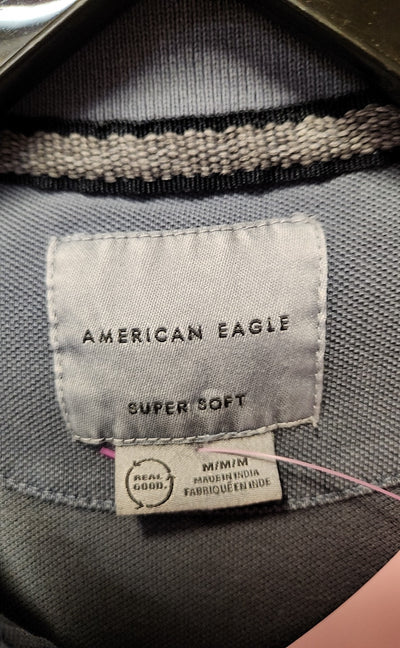 AMERICAN EAGLE
SUPER SOFT
REAL
GOOD.
M/M/M
MADE IN INDIA
FABRIQUÉ EN INDE